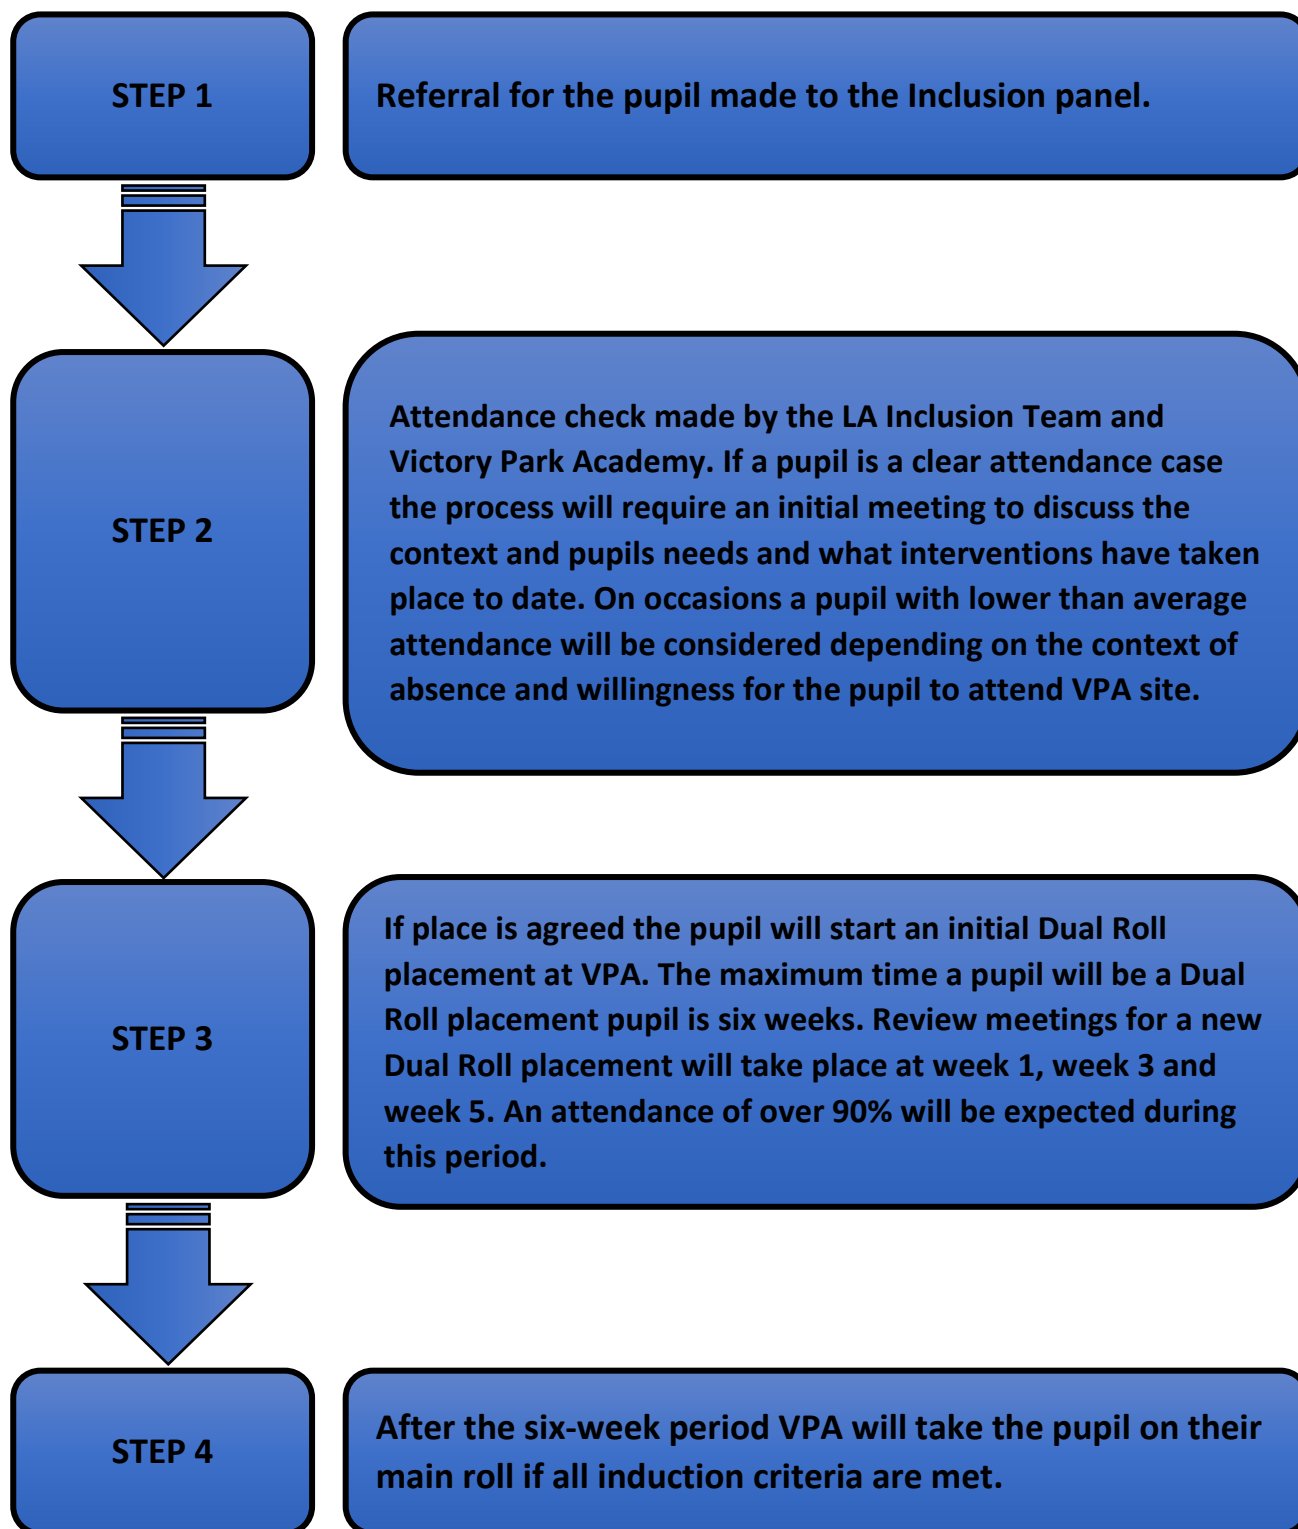 STEP 1
Referral for the pupil made to the Inclusion panel.
STEP 2
Attendance check made by the LA Inclusion Team and
Victory Park Academy. If a pupil is a clear attendance case
the process will require an initial meeting to discuss the
context and pupils needs and what interventions have taken
place to date. On occasions a pupil with lower than average
attendance will be considered depending on the context of
absence and willingness for the pupil to attend VPA site.
STEP 3
If place is agreed the pupil will start an initial Dual Roll
placement at VPA. The maximum time a pupil will be a Dual
Roll placement pupil is six weeks. Review meetings for a new
Dual Roll placement will take place at week 1, week 3 and
week 5. An attendance of over 90% will be expected during
this period.
STEP 4
After the six-week period VPA will take the pupil on their
main roll if all induction criteria are met.